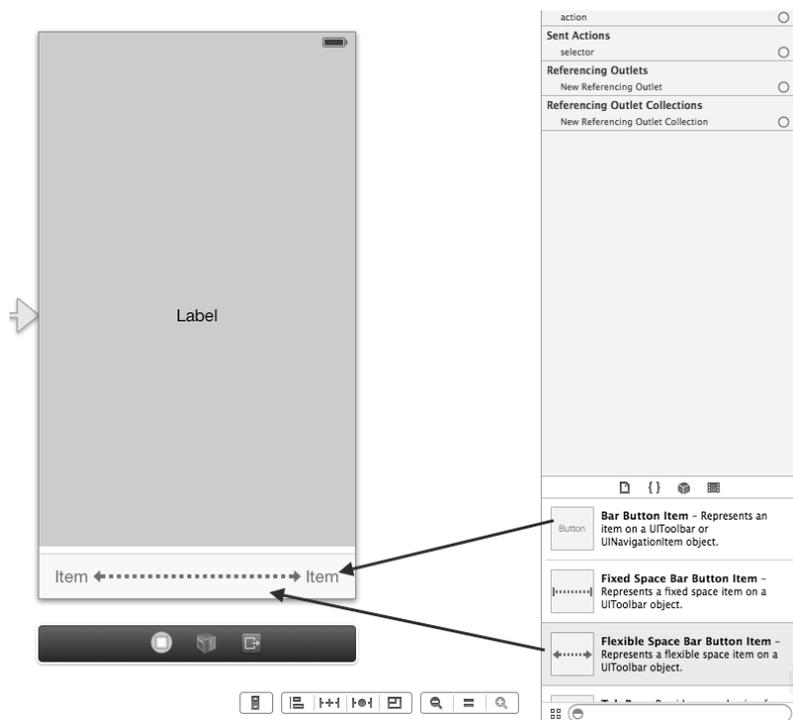 Label
Item
Item
action
Sent Actions
selector
Referencing Outlets
New Referencing Outlet
Referencing Outlet Collections
New Referencing Outlet Collection
{ }
Button
Bar Button Item – Represents an
item on a UIToolbar or
UINavigationItem object.
Fixed Space Bar Button Item –
Represents a fixed space item on a
UIToolbar object.
Flexible Space Bar Button Item –
Represents a flexible space item on a
UIToolbar object.